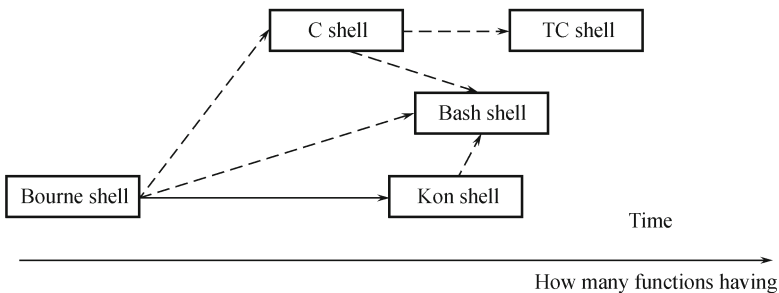 C shell
TC shell
Bash shell
Bourne shell
Kon shell
Time
How many functions having